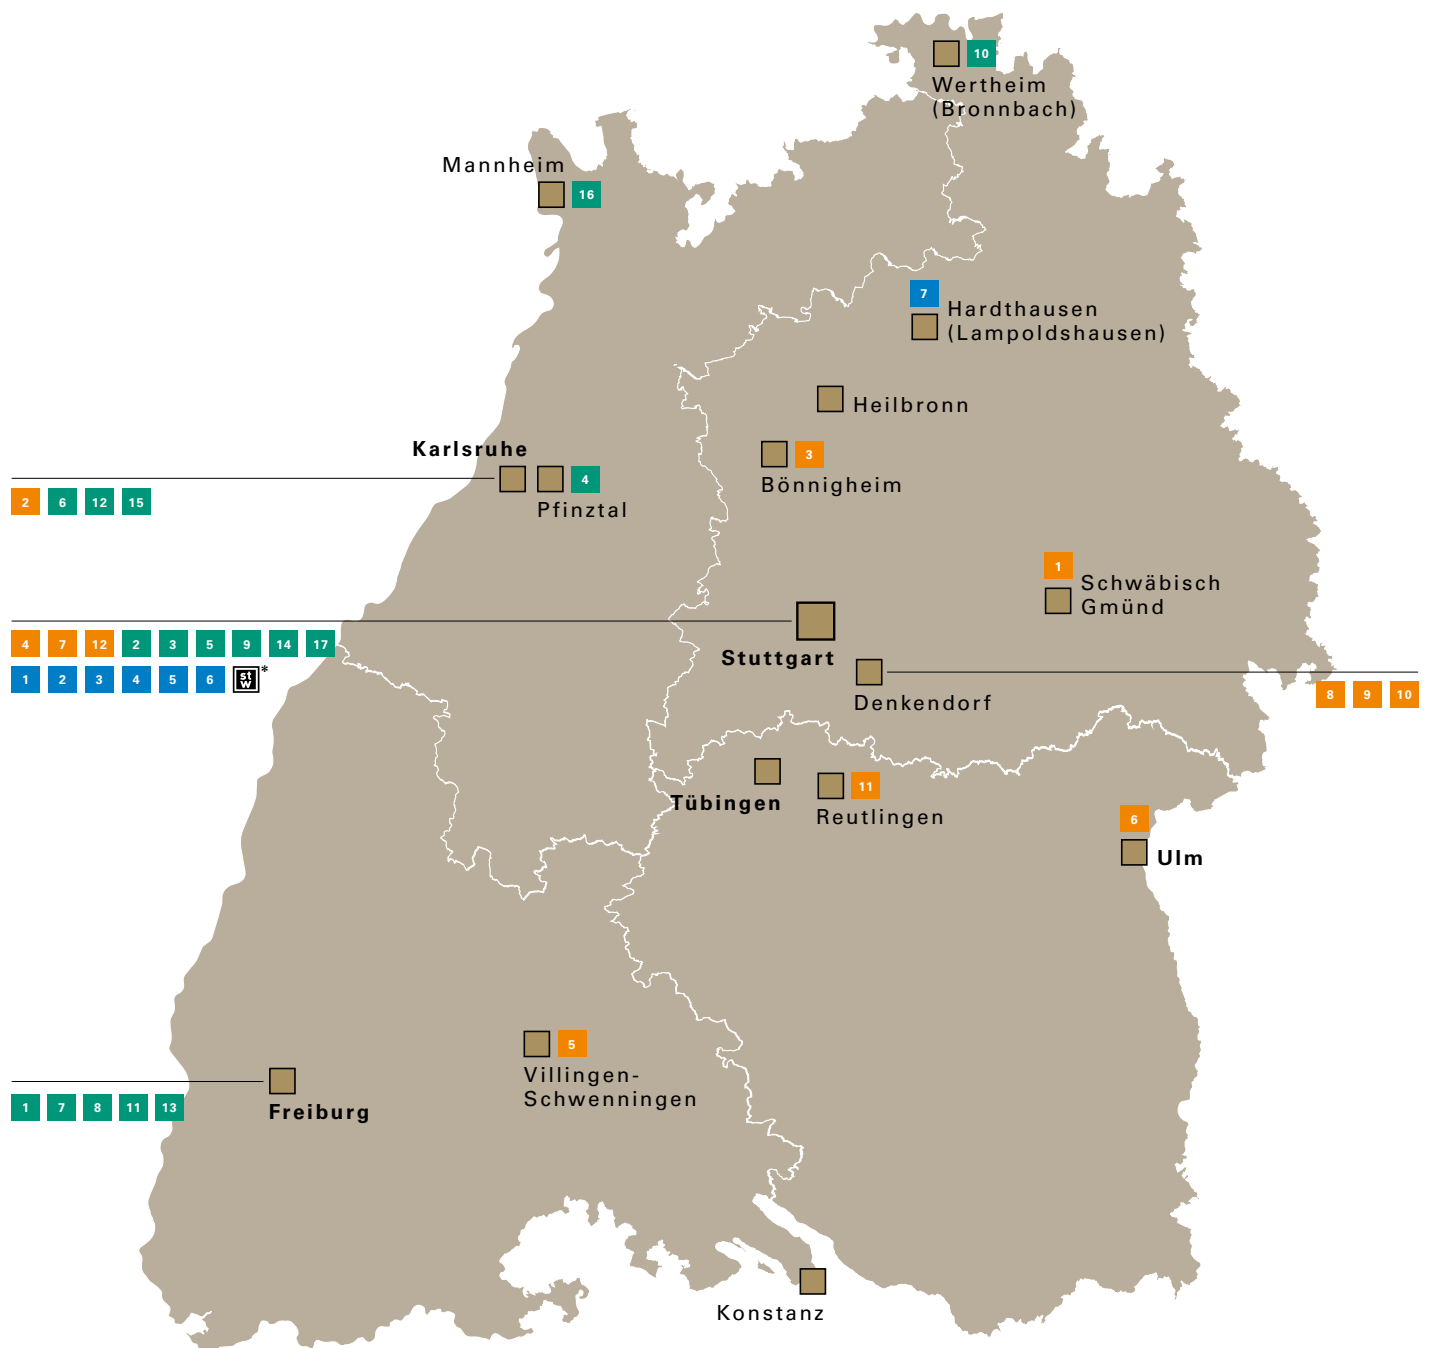 10
Wertheim
(Bronnbach)
Mannheim
16
7
Hardthausen
(Lampoldshausen)
Heilbronn
Karlsruhe
3
Bönnigheim
4
Pfinztal
2 6 12 15
1
Schwäbisch
Gmünd
4 7 12 2 3 5 9 14 17
Stuttgart
1 2 3 4 5 6 st w *
Denkendorf
8 9 10
Tübingen
11
Reutlingen
6
Ulm
5
Villingen-
Schwenningen
1 7 8 11 13
Freiburg
Konstanz